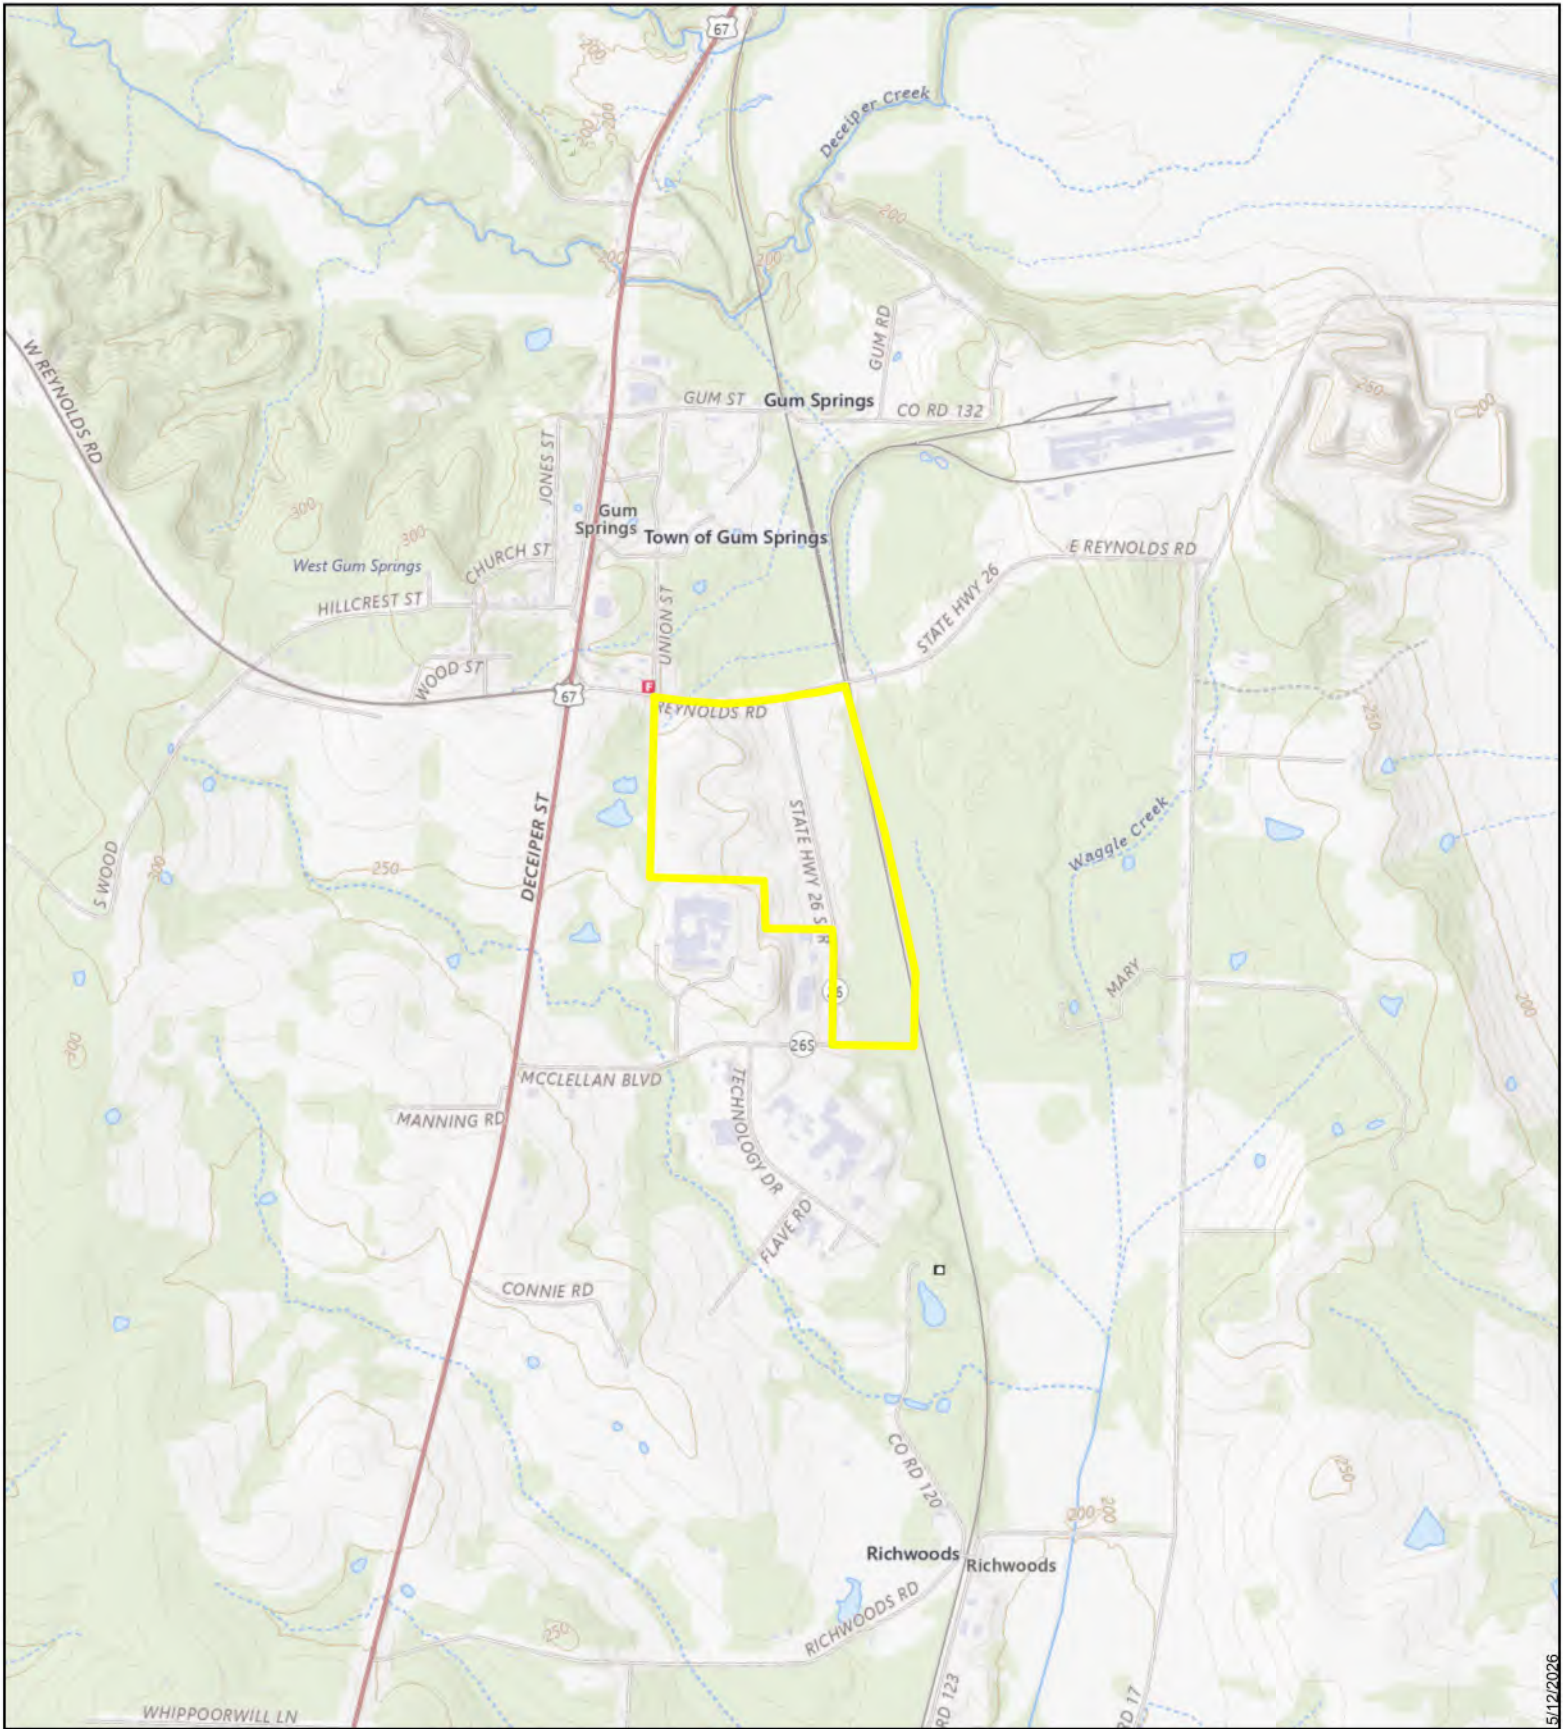 67
200
200
200
Deceiper Creek
200
200
200
W REYNOLDS RD
GUM RD
250
200
GUM ST
Gum Springs
CO RD 132
JONES ST
300
300
Gum
Springs
Town of Gum Springs
CHURCH ST
West Gum Springs
HILLCREST ST
E REYNOLDS RD
STATE HWY 26
UNION ST
WOOD ST
67
F
REYNOLDS RD
250
S WOOD
300
250
DECEIPER ST
STATE HWY 26 S R
Waggle Creek
MARY
26
200
300
26S
MCCLELLAN BLVD
MANNING RD
TECHNOLOGY DR
FLAVE RD
CONNIE RD
CO RD 120
250
200
200
Richwoods
Richwoods
RICHWOODS RD
250
RD 123
RD 17
WHIPPOORWILL LN
5/12/2026